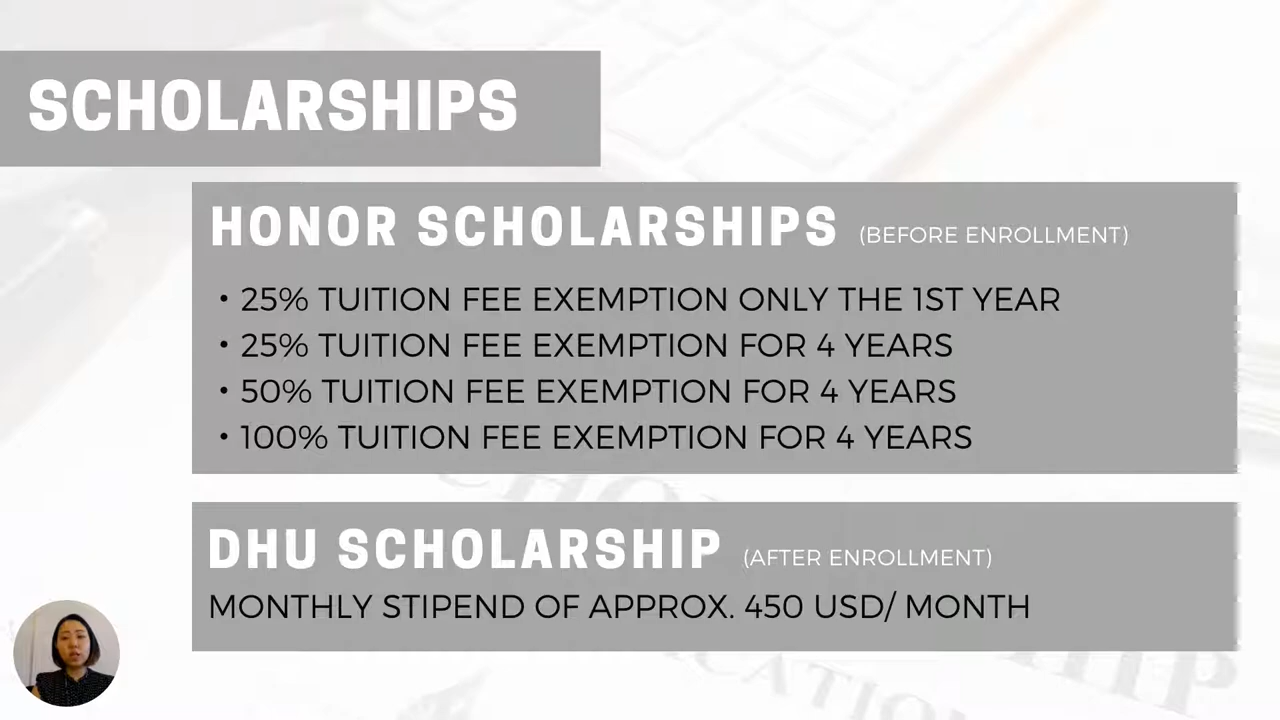 SCHOLARSHIPS
HONOR SCHOLARSHIPS (BEFORE ENROLLMENT)
• 25% TUITION FEE EXEMPTION ONLY THE 1ST YEAR
• 25% TUITION FEE EXEMPTION FOR 4 YEARS
• 50% TUITION FEE EXEMPTION FOR 4 YEARS
• 100% TUITION FEE EXEMPTION FOR 4 YEARS
DHU SCHOLARSHIP (AFTER ENROLLMENT)
MONTHLY STIPEND OF APPROX. 450 USD/ MONTH